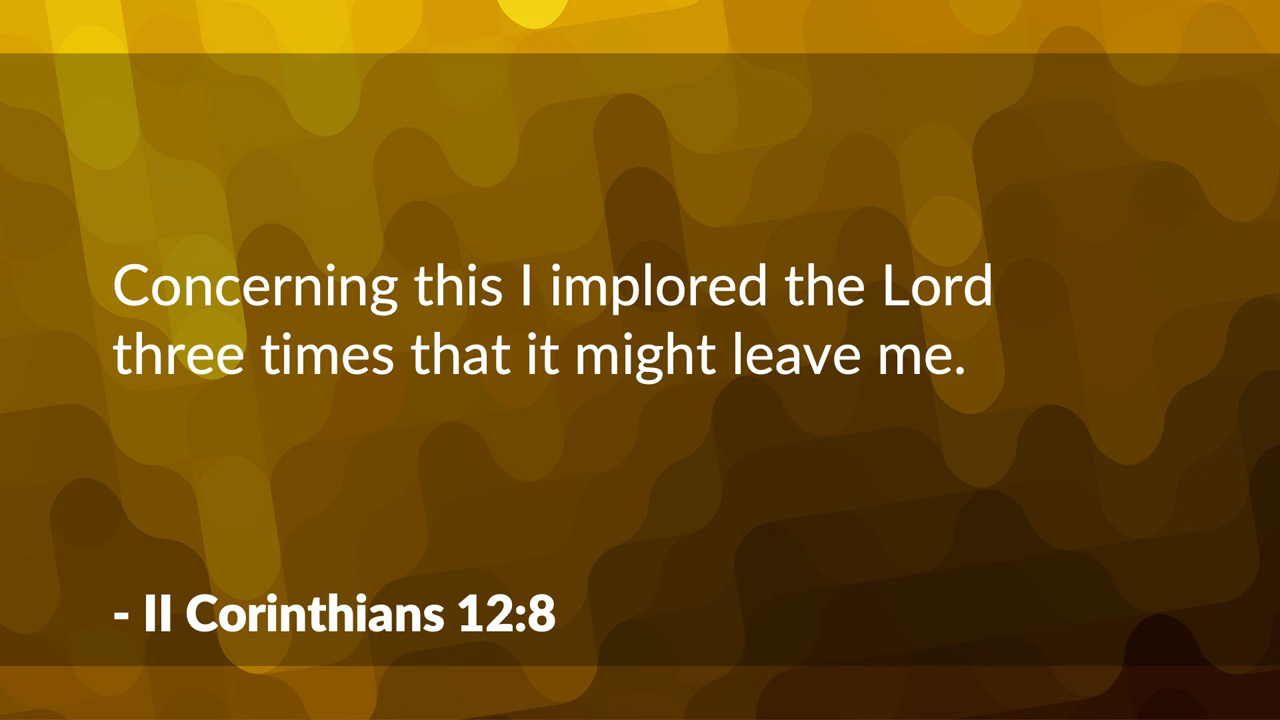 Concerning this I implored the Lord
three times that it might leave me.
- II Corinthians 12:8